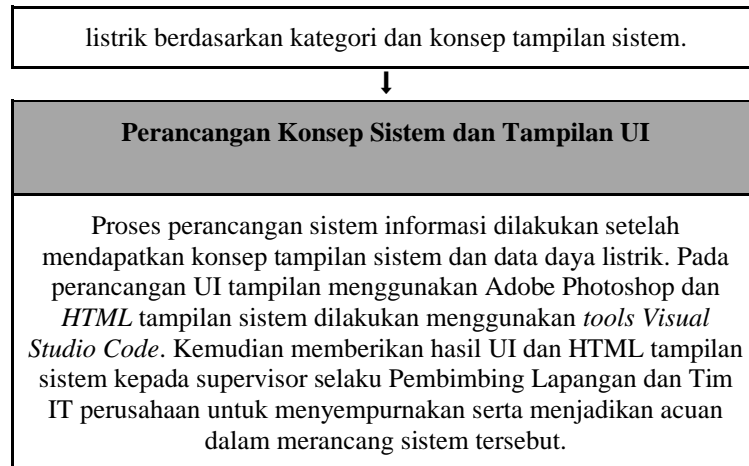 listrik berdasarkan kategori dan konsep tampilan sistem.
Perancangan Konsep Sistem dan Tampilan UI
Proses perancangan sistem informasi dilakukan setelah
mendapatkan konsep tampilan sistem dan data daya listrik. Pada
perancangan UI tampilan menggunakan Adobe Photoshop dan
HTML tampilan sistem dilakukan menggunakan tools Visual
Studio Code. Kemudian memberikan hasil UI dan HTML tampilan
sistem kepada supervisor selaku Pembimbing Lapangan dan Tim
IT perusahaan untuk menyempurnakan serta menjadikan acuan
dalam merancang sistem tersebut.